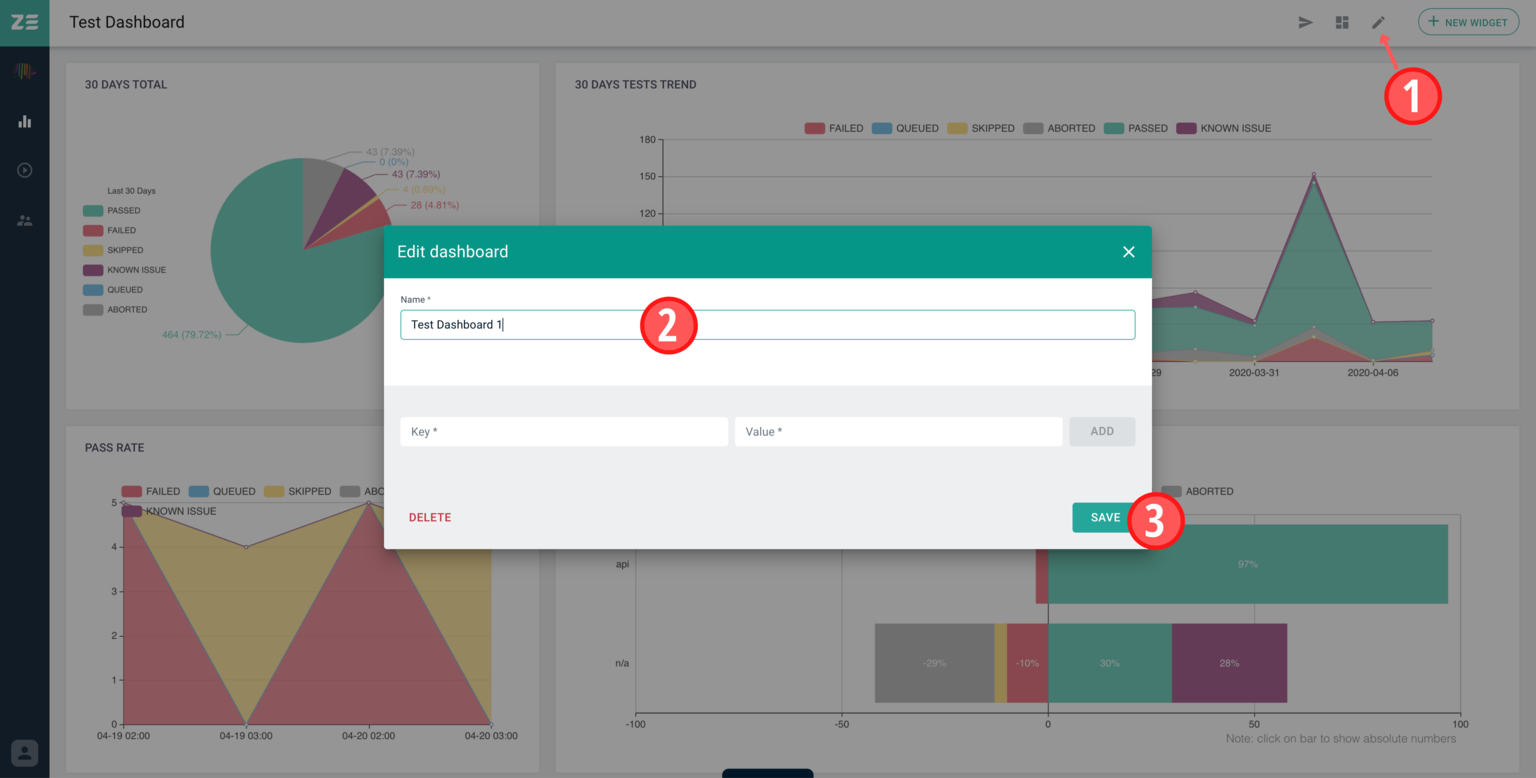 ZE
Test Dashboard
NEW WIDGET
1
30 DAYS TOTAL
43 (7.39%)
0 (0%)
43 (7.39%)
4 (0.69%)
28 (4.81%)
464 (79.72%)
Last 30 Days
PASSED
FAILED
SKIPPED
KNOWN ISSUE
QUEUED
ABORTED
30 DAYS TESTS TREND
FAILED QUEUED SKIPPED ABORTED PASSED KNOWN ISSUE
180
150
120
29 2020-03-31 2020-04-06
Edit dashboard
Name *
Test Dashboard 1
2
Key * Value * ADD
DELETE SAVE
3
PASS RATE
FAILED QUEUED SKIPPED ABO
KNOWN ISSUE
5
4
3
2
1
0
04-19 02:00 04-19 03:00 04-20 02:00 04-20 03:00
ABORTED
api 97%
n/a -29% -10% 30% 28%
-100 -50 0 50 100
Note: click on bar to show absolute numbers